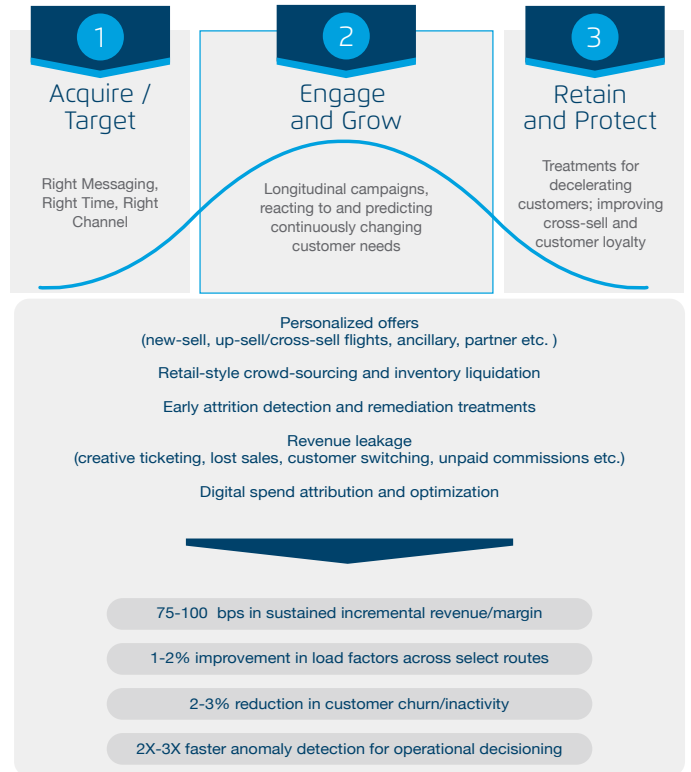 1
Acquire /
Target
Right Messaging,
Right Time, Right
Channel
2
Engage
and Grow
Longitudinal campaigns,
reacting to and predicting
continuously changing
customer needs
3
Retain
and Protect
Treatments for
decelerating
customers; improving
cross-sell and
customer loyalty
Personalized offers
(new-sell, up-sell/cross-sell flights, ancillary, partner etc. )
Retail-style crowd-sourcing and inventory liquidation
Early attrition detection and remediation treatments
Revenue leakage
(creative ticketing, lost sales, customer switching, unpaid commissions etc.)
Digital spend attribution and optimization
75-100 bps in sustained incremental revenue/margin
1-2% improvement in load factors across select routes
2-3% reduction in customer churn/inactivity
2X-3X faster anomaly detection for operational decisioning